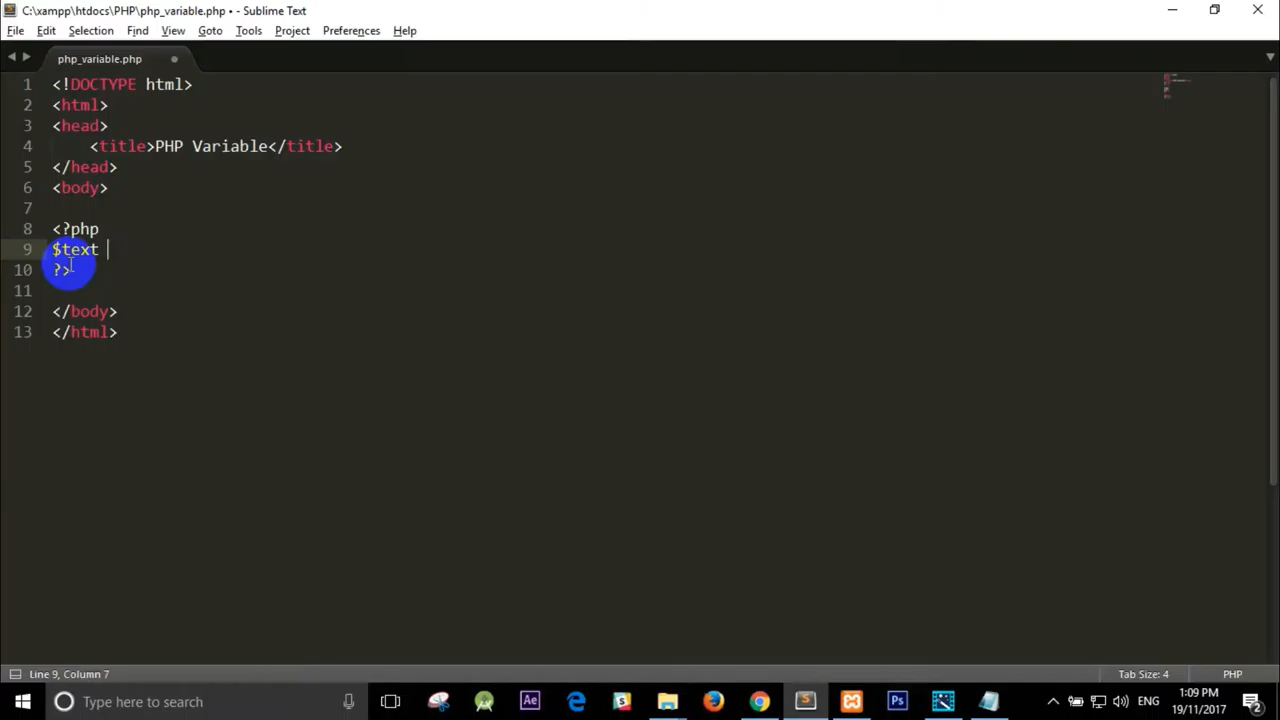 C:\xampp\htdocs\PHP\php_variable.php • - Sublime Text
File Edit Selection Find View Goto Tools Project Preferences Help
php_variable.php
1 <!DOCTYPE html>
2 <html>
3 <head>
4 <title>PHP Variable</title>
5 </head>
6 <body>
7
8 <?php
9 $text
10 ?>
11
12 </body>
13 </html>
Line 9, Column 7 Tab Size: 4 PHP
Type here to search Ae Ps ENG 1:09 PM
19/11/2017 2